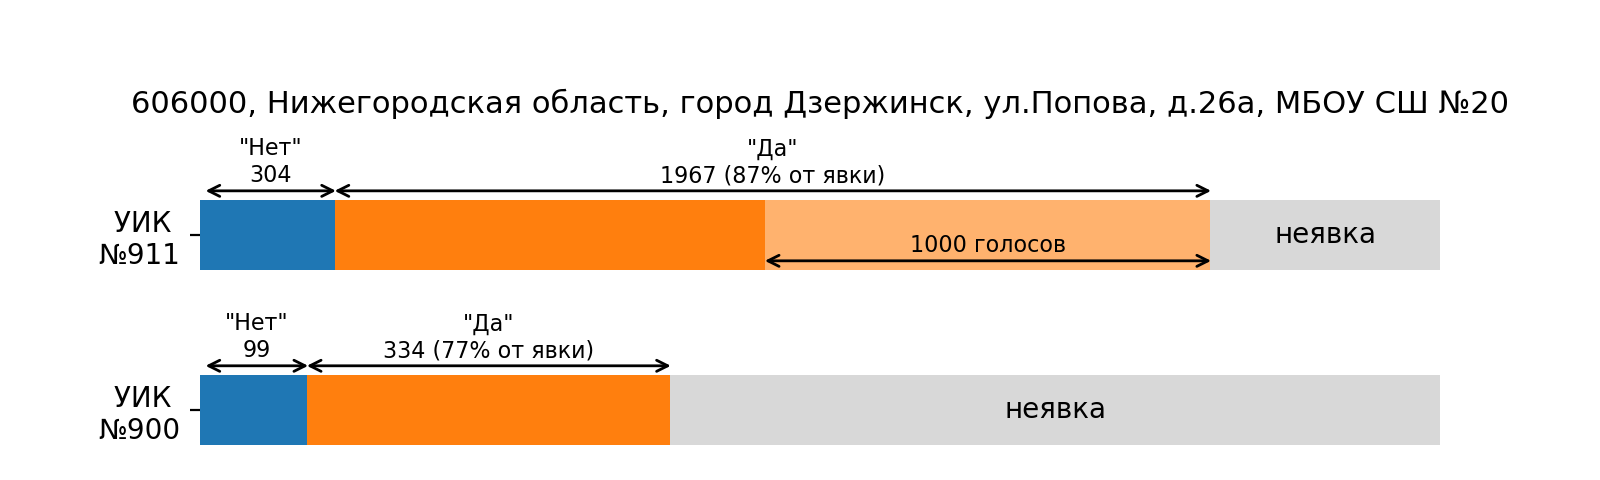 606000, Нижегородская область, город Дзержинск, ул.Попова, д.26а, МБОУ СШ №20
"Нет"
304
"Да"
1967 (87% от явки)
УИК
№911
1000 голосов
неявка
"Нет"
99
"Да"
334 (77% от явки)
УИК
№900
неявка